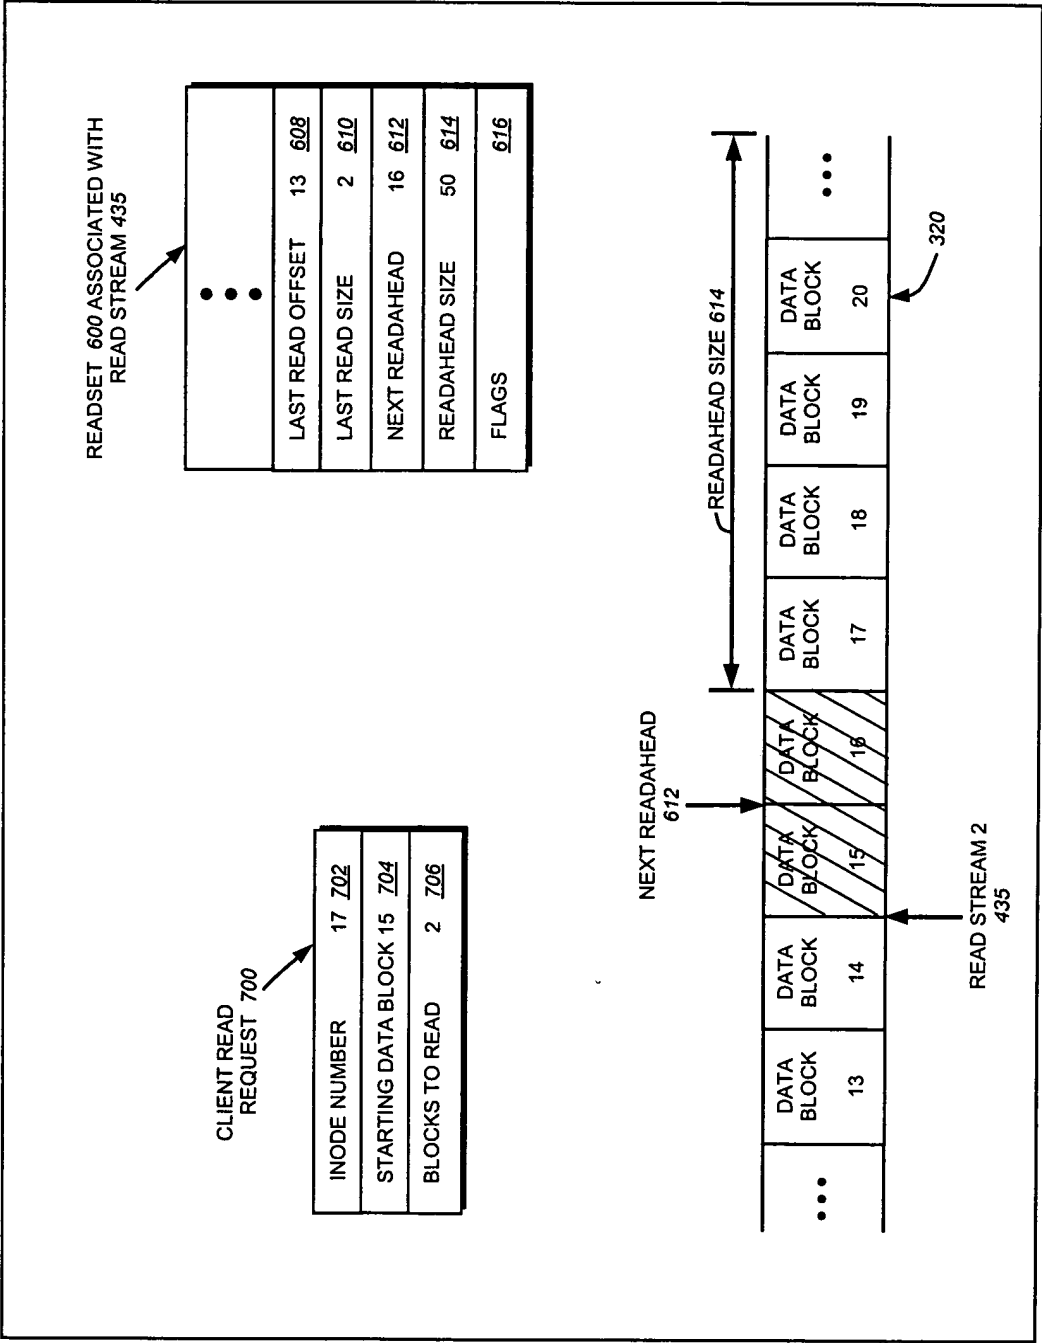 CLIENT READ
REQUEST 700
INODE NUMBER 17 702
STARTING DATA BLOCK 15 704
BLOCKS TO READ 2 706
READSET 600 ASSOCIATED WITH
READ STREAM 435
LAST READ OFFSET 13 608
LAST READ SIZE 2 610
NEXT READAHEAD 16 612
READAHEAD SIZE 50 614
FLAGS 616
NEXT READAHEAD
612
READAHEAD SIZE 614
DATA
BLOCK
13
DATA
BLOCK
14
DATA
BLOCK
15
DATA
BLOCK
16
DATA
BLOCK
17
DATA
BLOCK
18
DATA
BLOCK
19
DATA
BLOCK
20
READ STREAM 2
435
320